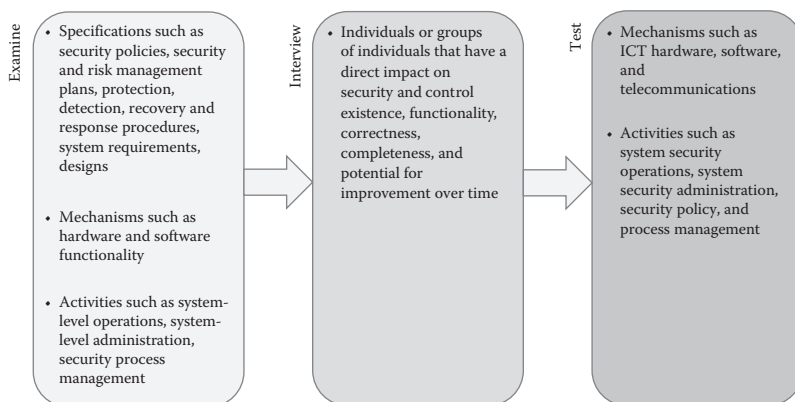 Examine
• Specifications such as
security policies, security
and risk management
plans, protection,
detection, recovery and
response procedures,
system requirements,
designs
• Mechanisms such as
hardware and software
functionality
• Activities such as system-
level operations, system-
level administration,
security process
management
Interview
• Individuals or groups
of individuals that have a
direct impact on
security and control
existence, functionality,
correctness,
completeness, and
potential for
improvement over time
Test
• Mechanisms such as
ICT hardware, software,
and
telecommunications
• Activities such as
system security
operations, system
security administration,
security policy, and
process management